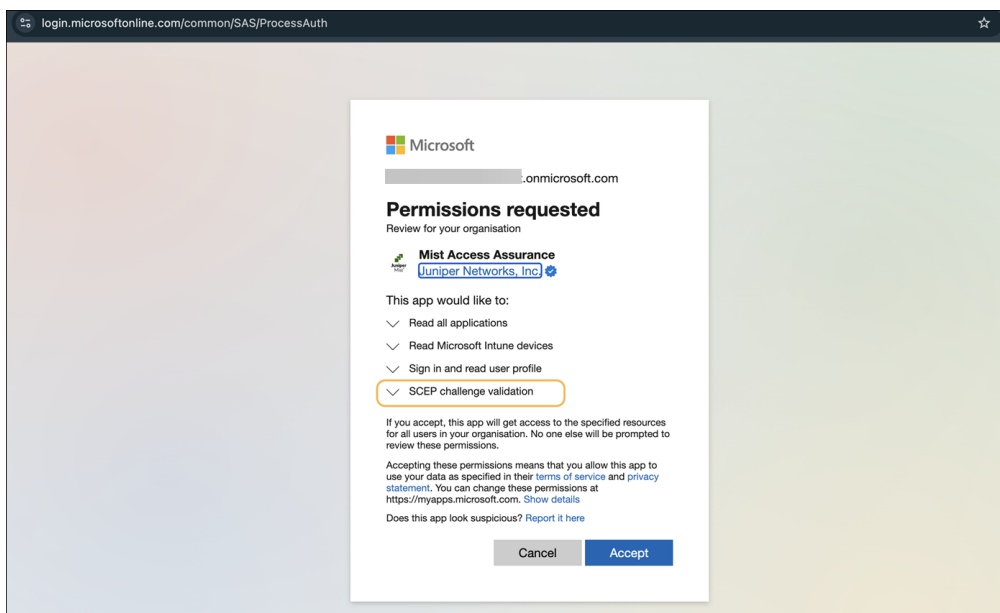 login.microsoftonline.com/common/SAS/ProcessAuth
Microsoft
.onmicrosoft.com
Permissions requested
Review for your organisation
Mist Access Assurance
Juniper Mist
Juniper Networks, Inc.
This app would like to:
Read all applications
Read Microsoft Intune devices
Sign in and read user profile
SCEP challenge validation
If you accept, this app will get access to the specified resources
for all users in your organisation. No one else will be prompted to
review these permissions.
Accepting these permissions means that you allow this app to
use your data as specified in their terms of service and privacy
statement. You can change these permissions at
https://myapps.microsoft.com. Show details
Does this app look suspicious? Report it here
Cancel Accept